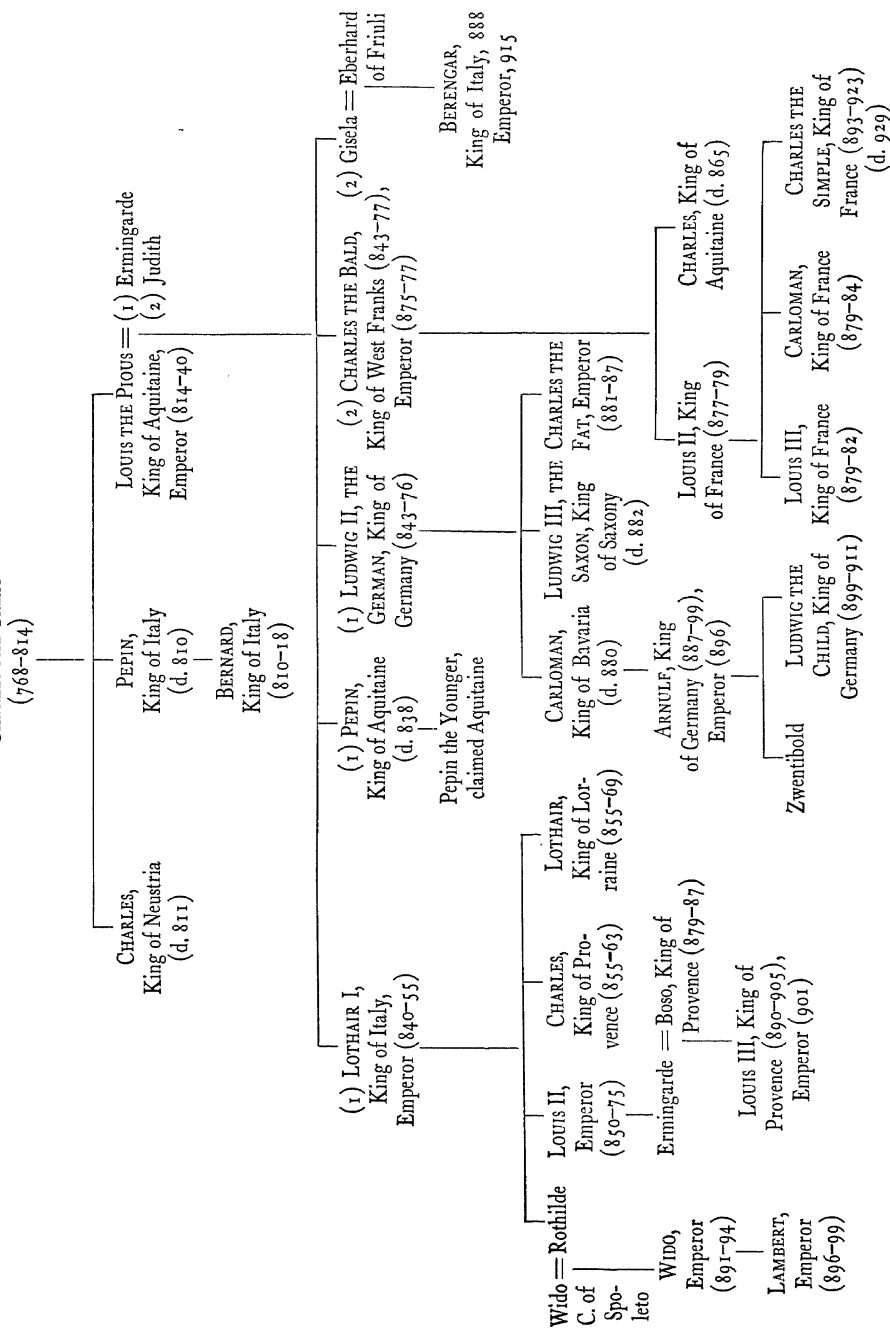 (768–814)
CHARLES,
King of Neustria
(d. 811)
PEPIN,
King of Italy
(d. 810)
BERNARD,
King of Italy
(810–18)
LOUIS THE PIOUS = (1) Ermingarde
King of Aquitaine, (2) Judith
Emperor (814–40)
(1) LOTHAIR I,
King of Italy,
Emperor (840–55)
(1) PEPIN,
King of Aquitaine
(d. 838)
Pepin the Younger,
claimed Aquitaine
(1) LUDWIG II, THE
GERMAN, King of
Germany (843–76)
(2) CHARLES THE BALD,
King of West Franks (843–77),
Emperor (875–77)
(2) Gisela = Eberhard
of Friuli
BERENGAR,
King of Italy, 888
Emperor, 915
Wido = Rothilde
C. of
Spo-
leto
WIDO,
Emperor
(891–94)
LAMBERT,
Emperor
(896–99)
LOUIS II,
Emperor
(850–75)
Ermingarde = Boso, King of
Provence (879–87)
LOUIS III, King of
Provence (890–905),
Emperor (901)
CHARLES,
King of Pro-
vence (855–63)
LOTHAIR,
King of Lor-
raine (855–69)
CARLOMAN,
King of Bavaria
(d. 880)
ARNULF, King
of Germany (887–99),
Emperor (896)
Zwentibold
LUDWIG THE
CHILD, King of
Germany (899–911)
LUDWIG III, THE
SAXON, King
of Saxony
(d. 882)
CHARLES THE
FAT, Emperor
(881–87)
LOUIS II, King
of France (877–79)
CHARLES, King of
Aquitaine (d. 865)
LOUIS III,
King of France
(879–82)
CARLOMAN,
King of France
(879–84)
CHARLES THE
SIMPLE, King of
France (893–923)
(d. 929)